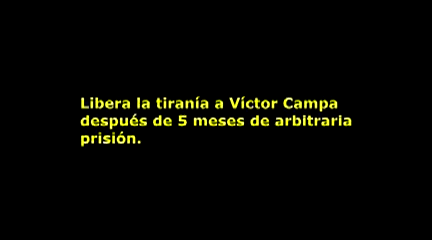 Libera la tiranía a Víctor Campa
después de 5 meses de arbitraria
prisión.